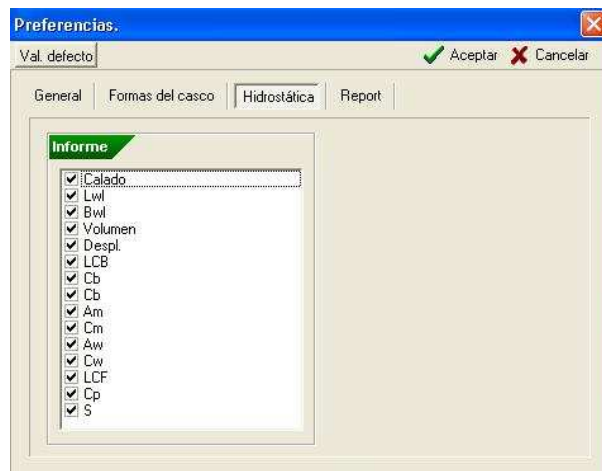 Preferencias.
Val. defecto Aceptar Cancelar
General Formas del casco Hidrostática Report
Informe
Calado
Lwl
Bwl
Volumen
Despl.
LCB
Cb
Cb
Am
Cm
Aw
Cw
LCF
Cp
S